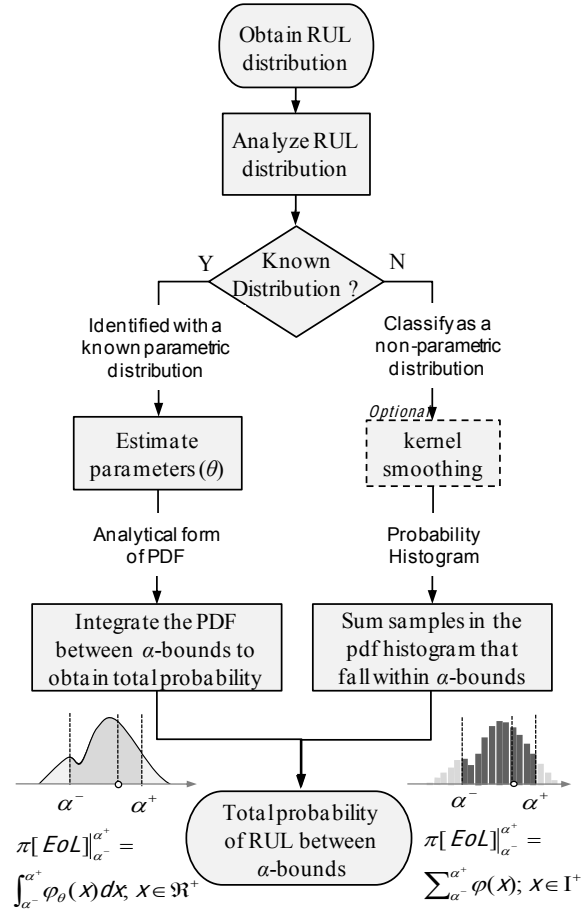 Obtain RUL
distribution
Analyze RUL
distribution
Y
Known
Distribution ?
N
Identified with a
known parametric
distribution
Classify as a
non-parametric
distribution
Optional
Estimate
parameters (θ)
kernel
smoothing
Analytical form
of PDF
Probability
Histogram
Integrate the PDF
between α-bounds to
obtain total probability
Sum samples in the
pdf histogram that
fall within α-bounds
α⁻ α⁺
α⁻ α⁺
Total probability
of RUL between
α-bounds
π[EoL]|_{α⁻}^{α⁺} =
∫_{α⁻}^{α⁺} φ_θ(x)dx; x∈ℜ⁺
π[EoL]|_{α⁻}^{α⁺} =
∑_{α⁻}^{α⁺} φ(x); x∈I⁺